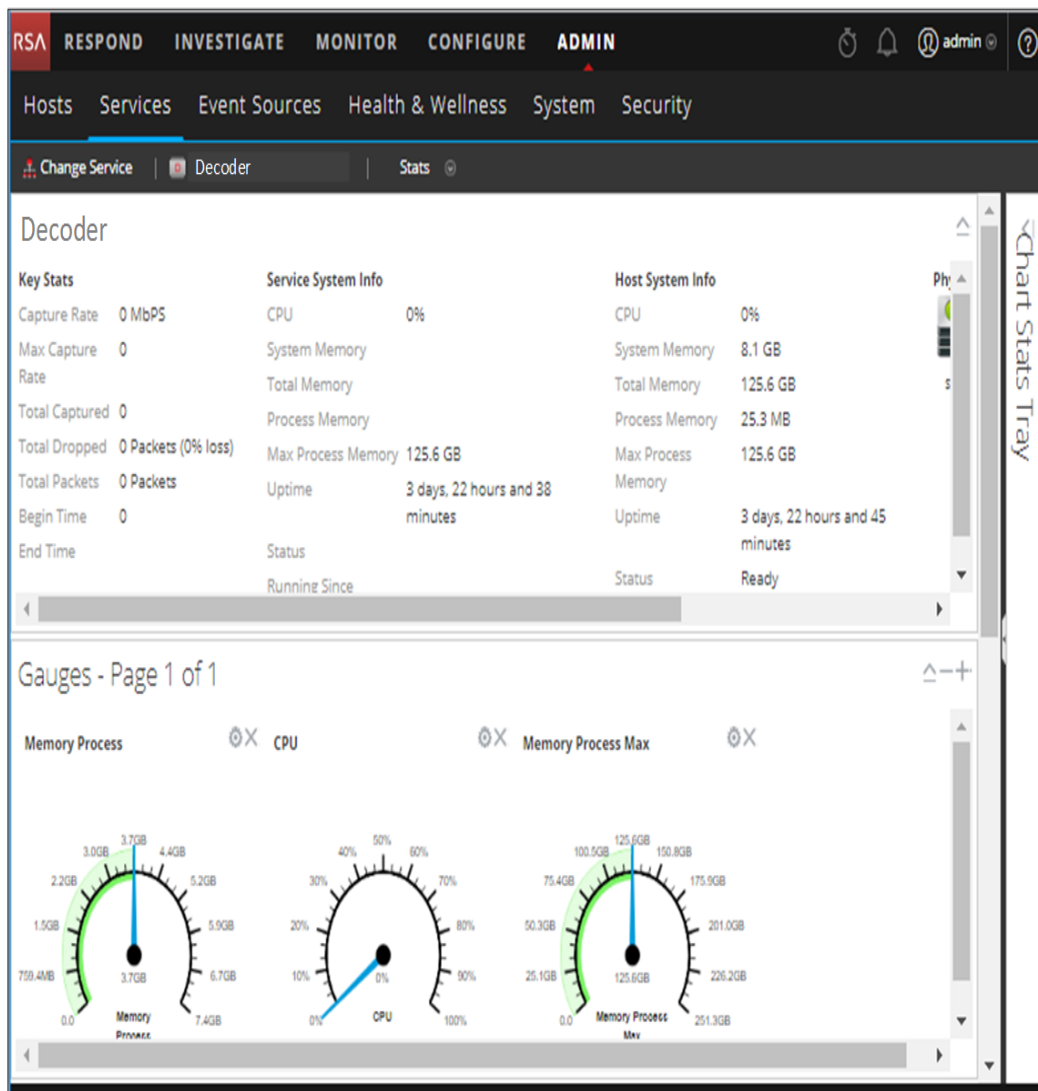 RSA RESPOND INVESTIGATE MONITOR CONFIGURE ADMIN admin
Hosts Services Event Sources Health & Wellness System Security
Change Service Decoder Stats
Decoder
Key Stats
Capture Rate 0 MbPS
Max Capture 0
Rate
Total Captured 0
Total Dropped 0 Packets (0% loss)
Total Packets 0 Packets
Begin Time 0
End Time
Service System Info
CPU 0%
System Memory
Total Memory
Process Memory
Max Process Memory 125.6 GB
Uptime 3 days, 22 hours and 38
minutes
Status
Running Since
Host System Info
CPU 0%
System Memory 8.1 GB
Total Memory 125.6 GB
Process Memory 25.3 MB
Max Process 125.6 GB
Memory
Uptime 3 days, 22 hours and 45
minutes
Status Ready
Phy
s
Chart Stats Tray
Gauges - Page 1 of 1
Memory Process
3.7GB
3.0GB 4.4GB
2.2GB 5.2GB
1.5GB 5.9GB
759.4MB 3.7GB 6.7GB
0.0 Memory 7.4GB
Process
CPU
50%
40% 60%
30% 70%
20% 80%
10% 0% 90%
0% CPU 100%
Memory Process Max
125.6GB
100.5GB 150.8GB
75.4GB 175.9GB
50.3GB 201.0GB
25.1GB 125.6GB 226.2GB
0.0 Memory Process 251.3GB
Max